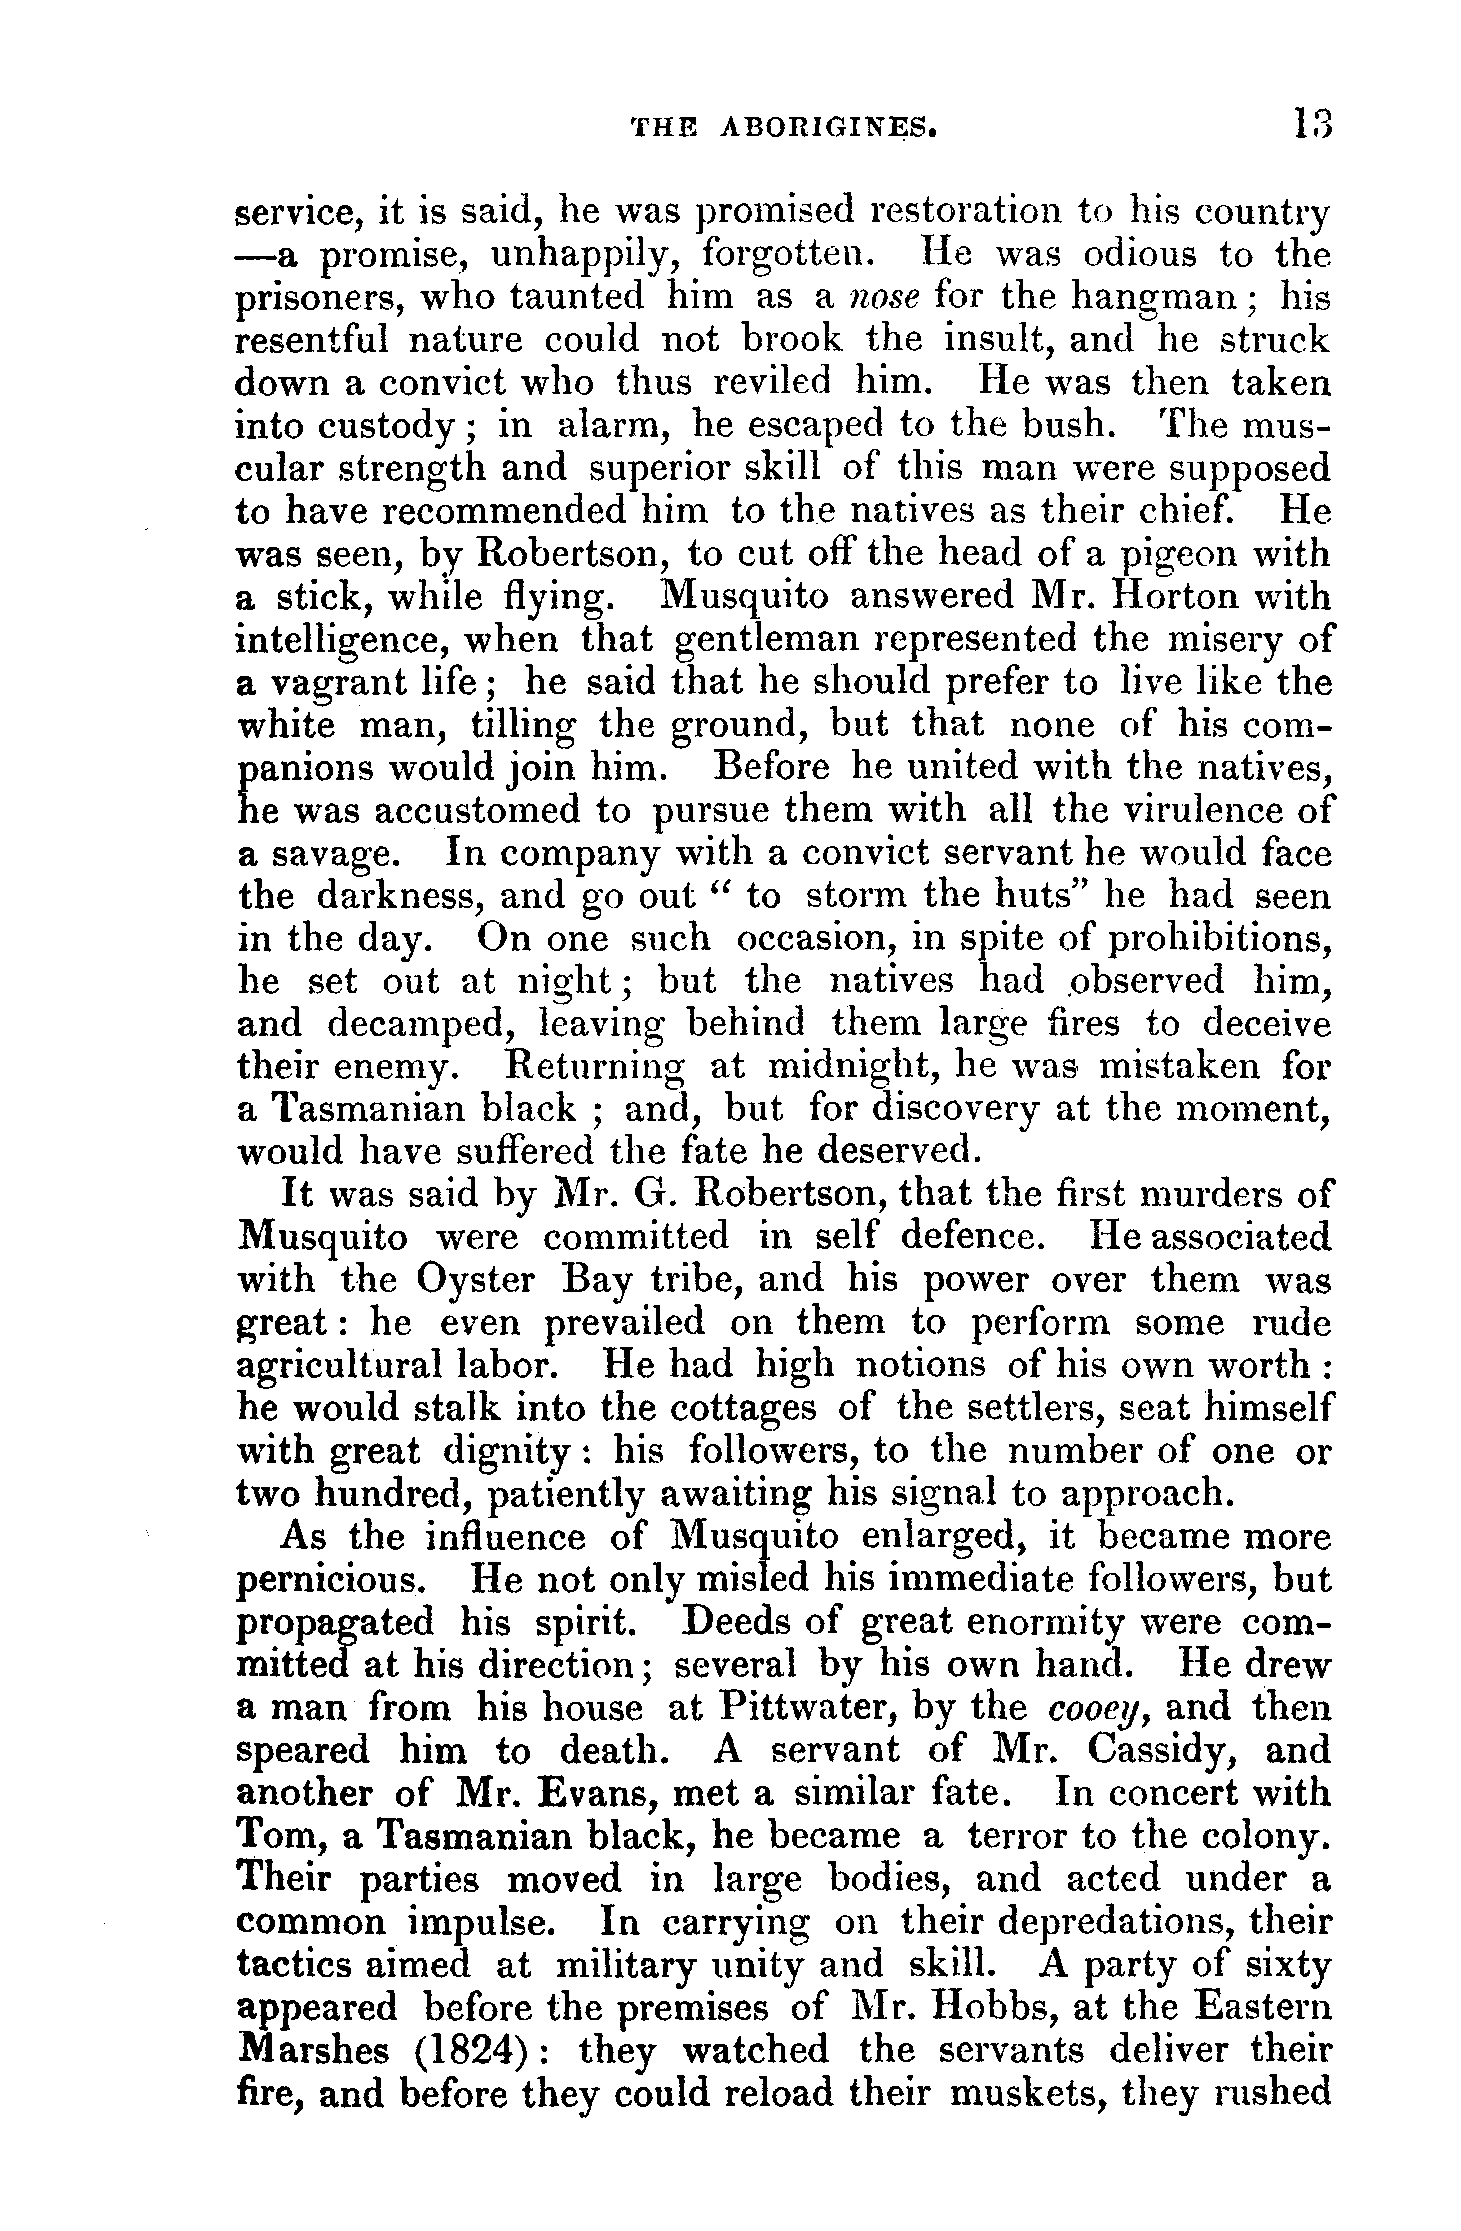 THE ABORIGINES. 13
service, it is said, he was promised restoration to his country
—a promise, unhappily, forgotten. He was odious to the
prisoners, who taunted him as a nose for the hangman ; his
resentful nature could not brook the insult, and he struck
down a convict who thus reviled him. He was then taken
into custody ; in alarm, he escaped to the bush. The mus-
cular strength and superior skill of this man were supposed
to have recommended him to the natives as their chief. He
was seen, by Robertson, to cut off the head of a pigeon with
a stick, while flying. Musquito answered Mr. Horton with
intelligence, when that gentleman represented the misery of
a vagrant life ; he said that he should prefer to live like the
white man, tilling the ground, but that none of his com-
panions would join him. Before he united with the natives,
he was accustomed to pursue them with all the virulence of
a savage. In company with a convict servant he would face
the darkness, and go out “ to storm the huts” he had seen
in the day. On one such occasion, in spite of prohibitions,
he set out at night ; but the natives had observed him,
and decamped, leaving behind them large fires to deceive
their enemy. Returning at midnight, he was mistaken for
a Tasmanian black ; and, but for discovery at the moment,
would have suffered the fate he deserved.
It was said by Mr. G. Robertson, that the first murders of
Musquito were committed in self defence. He associated
with the Oyster Bay tribe, and his power over them was
great : he even prevailed on them to perform some rude
agricultural labor. He had high notions of his own worth :
he would stalk into the cottages of the settlers, seat himself
with great dignity : his followers, to the number of one or
two hundred, patiently awaiting his signal to approach.
As the influence of Musquito enlarged, it became more
pernicious. He not only misled his immediate followers, but
propagated his spirit. Deeds of great enormity were com-
mitted at his direction ; several by his own hand. He drew
a man from his house at Pittwater, by the cooey, and then
speared him to death. A servant of Mr. Cassidy, and
another of Mr. Evans, met a similar fate. In concert with
Tom, a Tasmanian black, he became a terror to the colony.
Their parties moved in large bodies, and acted under a
common impulse. In carrying on their depredations, their
tactics aimed at military unity and skill. A party of sixty
appeared before the premises of Mr. Hobbs, at the Eastern
Marshes (1824) : they watched the servants deliver their
fire, and before they could reload their muskets, they rushed